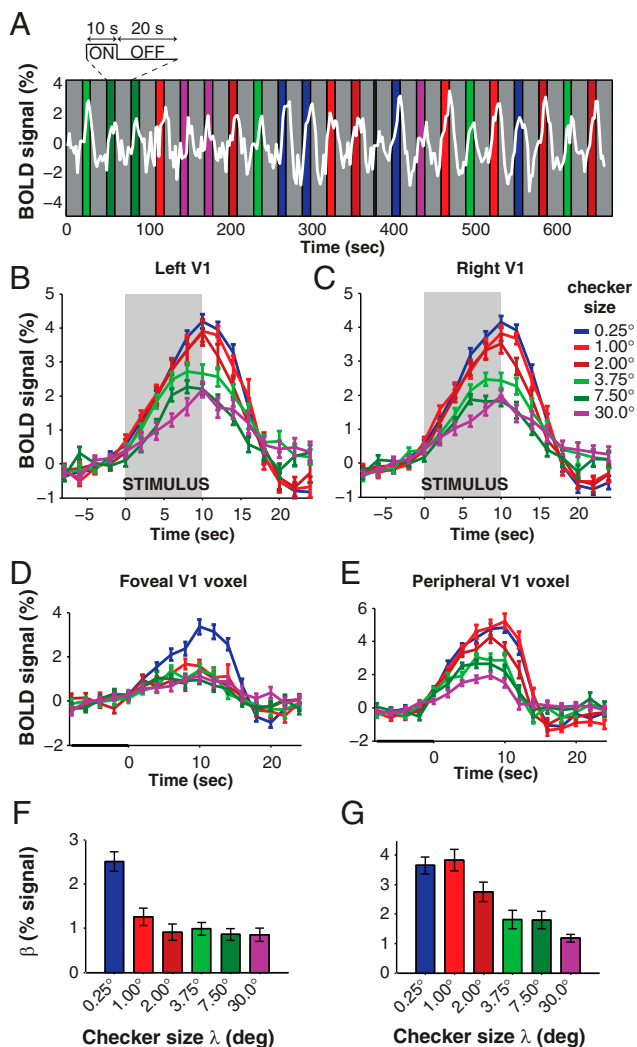 A
10 s 20 s
ON OFF
BOLD signal (%)
4
2
0
−2
−4
0 100 200 300 400 500 600
Time (sec)
B Left V1
C Right V1
BOLD signal (%)
5
4
3
2
1
0
−1
STIMULUS
−5 0 5 10 15 20
Time (sec)
5
4
3
2
1
0
−1
STIMULUS
−5 0 5 10 15 20
Time (sec)
checker
size
0.25°
1.00°
2.00°
3.75°
7.50°
30.0°
D Foveal V1 voxel
BOLD signal (%)
4
2
0
−2
0 20
Time (sec)
E Peripheral V1 voxel
6
4
2
0
−2
0 10 20
Time (sec)
F
β (% signal)
3
2
1
0
0.25° 1.00° 2.00° 3.75° 7.50° 30.0°
Checker size λ (deg)
G
4
3
2
1
0
0.25° 1.00° 2.00° 3.75° 7.50° 30.0°
Checker size λ (deg)